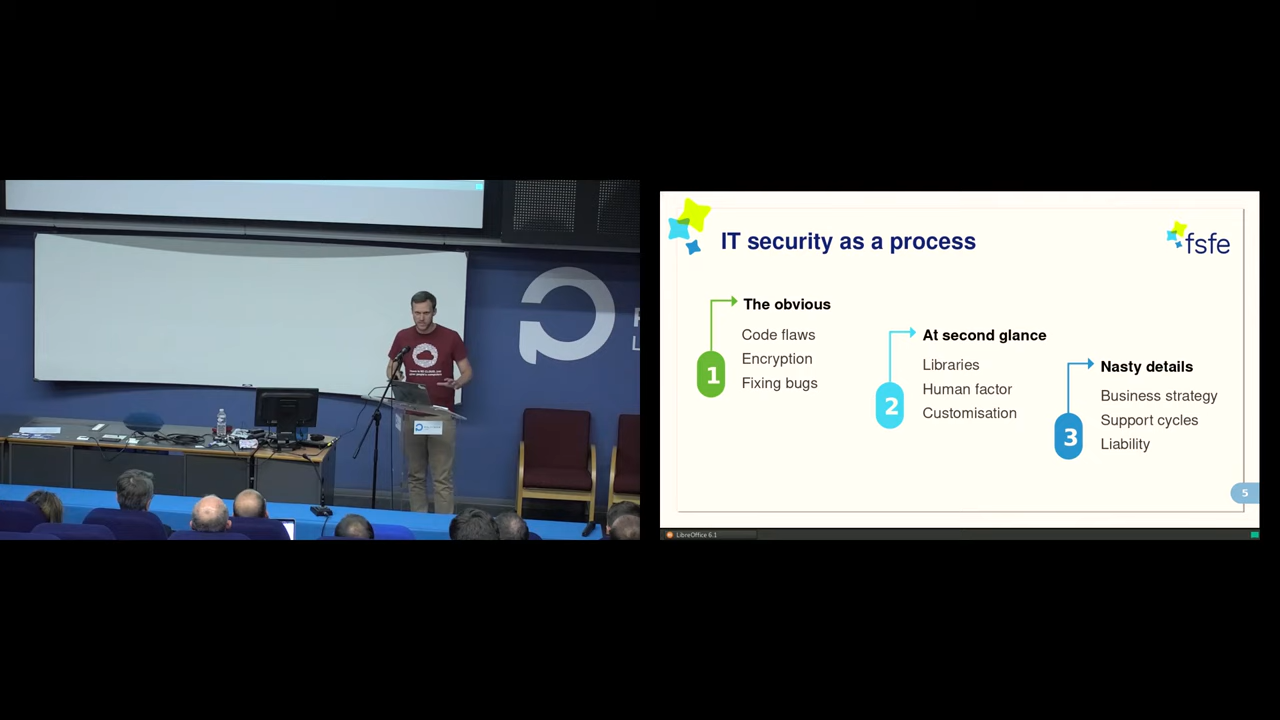 IT security as a process
fsfe
1
The obvious
Code flaws
Encryption
Fixing bugs
2
At second glance
Libraries
Human factor
Customisation
3
Nasty details
Business strategy
Support cycles
Liability
5
LibreOffice 6.1